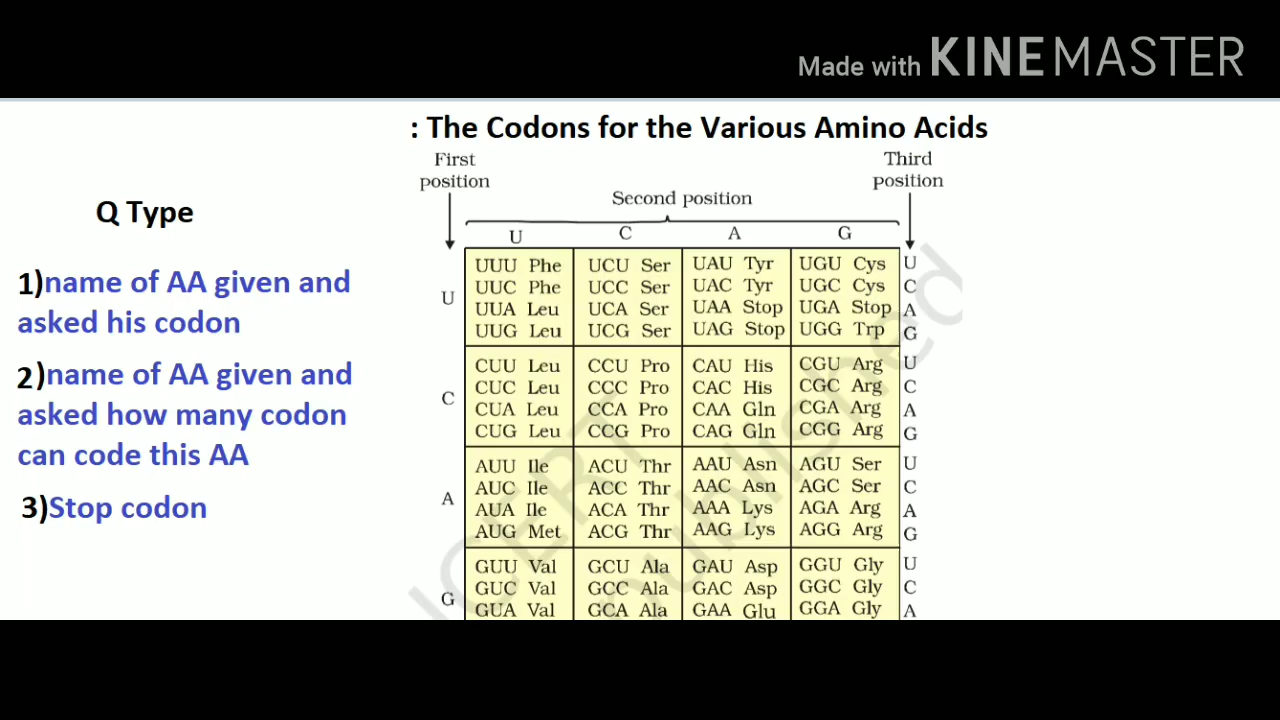 Made with KINEMASTER
: The Codons for the Various Amino Acids
First position
Third position
Second position
U C A G
Q Type
1)name of AA given and
asked his codon
2)name of AA given and
asked how many codon
can code this AA
3)Stop codon
U
UUU Phe UCU Ser UAU Tyr UGU Cys U
UUC Phe UCC Ser UAC Tyr UGC Cys C
UUA Leu UCA Ser UAA Stop UGA Stop A
UUG Leu UCG Ser UAG Stop UGG Trp G
C
CUU Leu CCU Pro CAU His CGU Arg U
CUC Leu CCC Pro CAC His CGC Arg C
CUA Leu CCA Pro CAA Gln CGA Arg A
CUG Leu CCG Pro CAG Gln CGG Arg G
A
AUU Ile ACU Thr AAU Asn AGU Ser U
AUC Ile ACC Thr AAC Asn AGC Ser C
AUA Ile ACA Thr AAA Lys AGA Arg A
AUG Met ACG Thr AAG Lys AGG Arg G
G
GUU Val GCU Ala GAU Asp GGU Gly U
GUC Val GCC Ala GAC Asp GGC Gly C
GUA Val GCA Ala GAA Glu GGA Gly A